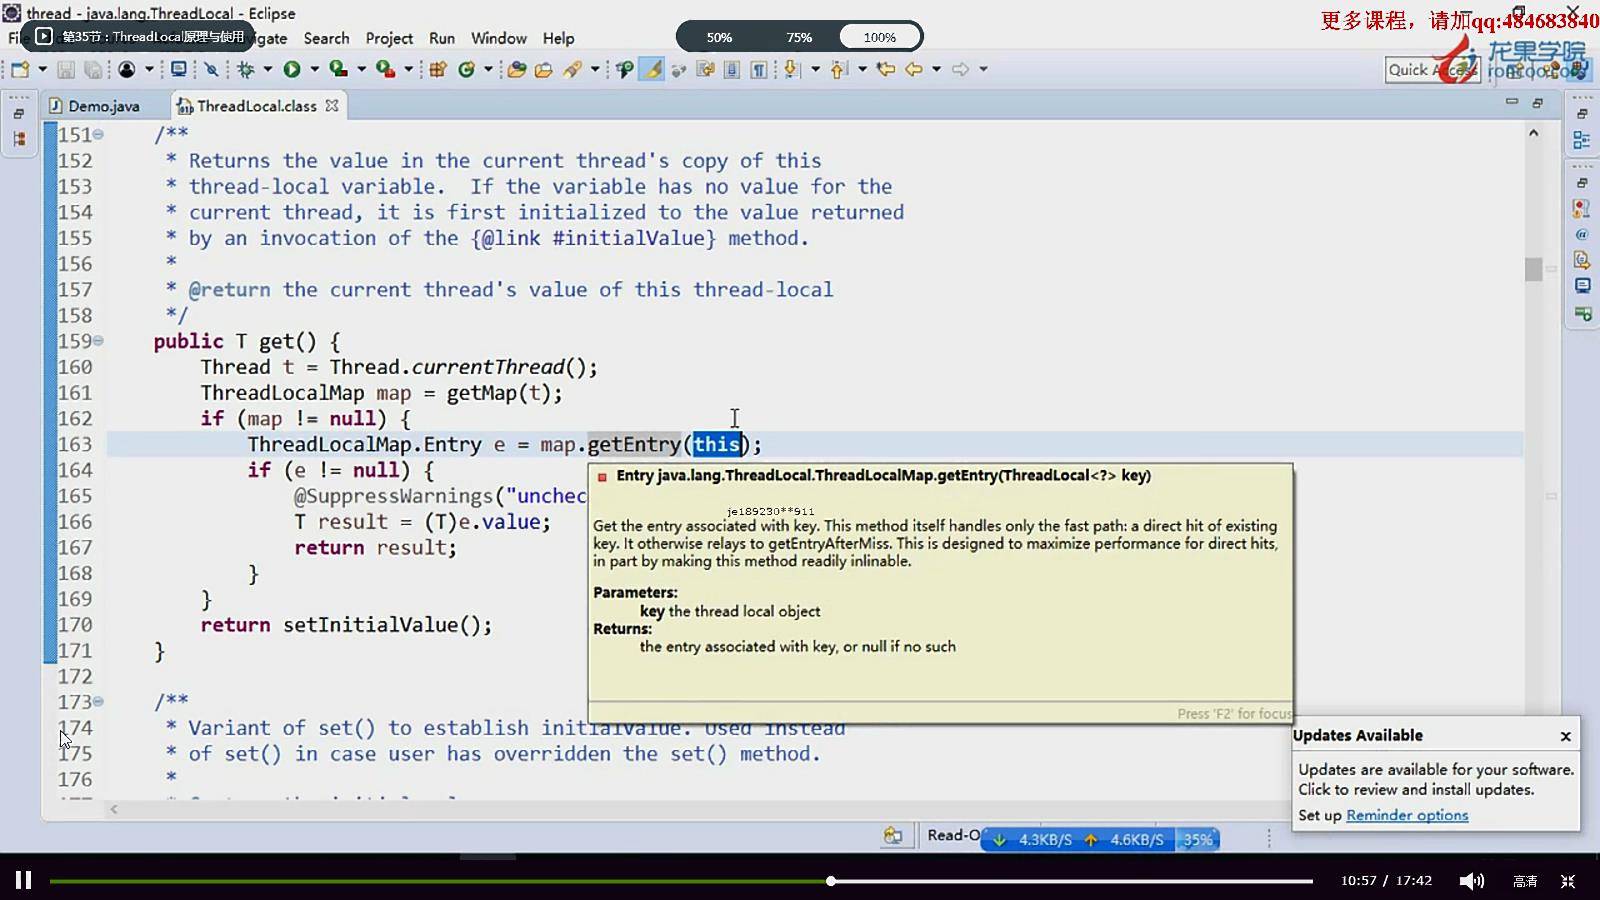 thread - java.lang.ThreadLocal - Eclipse
更多课程，请加qq:484683840
第35节：ThreadLocal原理与使用
Search Project Run Window Help
50% 75% 100%
龙果学院
Quick Access
Demo.java
ThreadLocal.class
151 /**
152 * Returns the value in the current thread's copy of this
153 * thread-local variable.  If the variable has no value for the
154 * current thread, it is first initialized to the value returned
155 * by an invocation of the {@link #initialValue} method.
156 *
157 * @return the current thread's value of this thread-local
158 */
159 public T get() {
160 Thread t = Thread.currentThread();
161 ThreadLocalMap map = getMap(t);
162 if (map != null) {
163 ThreadLocalMap.Entry e = map.getEntry(this);
164 if (e != null) {
165 @SuppressWarnings("unchec
166 T result = (T)e.value;
167 return result;
168 }
169 }
170 return setInitialValue();
171 }
172
173 /**
174 * Variant of set() to establish initialValue. Used instead
175 * of set() in case user has overridden the set() method.
176 *
Entry java.lang.ThreadLocal.ThreadLocalMap.getEntry(ThreadLocal<?> key)
je189230**911
Get the entry associated with key. This method itself handles only the fast path: a direct hit of existing
key. It otherwise relays to getEntryAfterMiss. This is designed to maximize performance for direct hits,
in part by making this method readily inlinable.
Parameters:
key the thread local object
Returns:
the entry associated with key, or null if no such
Press 'F2' for focus
Updates Available
Updates are available for your software.
Click to review and install updates.
Set up Reminder options
Read-O
4.3KB/S 4.6KB/S 35%
10:57 / 17:42
高清